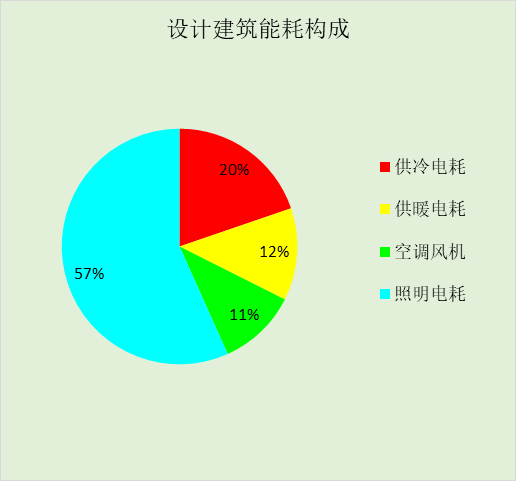 设计建筑能耗构成
20%
12%
11%
57%
供冷电耗
供暖电耗
空调风机
照明电耗